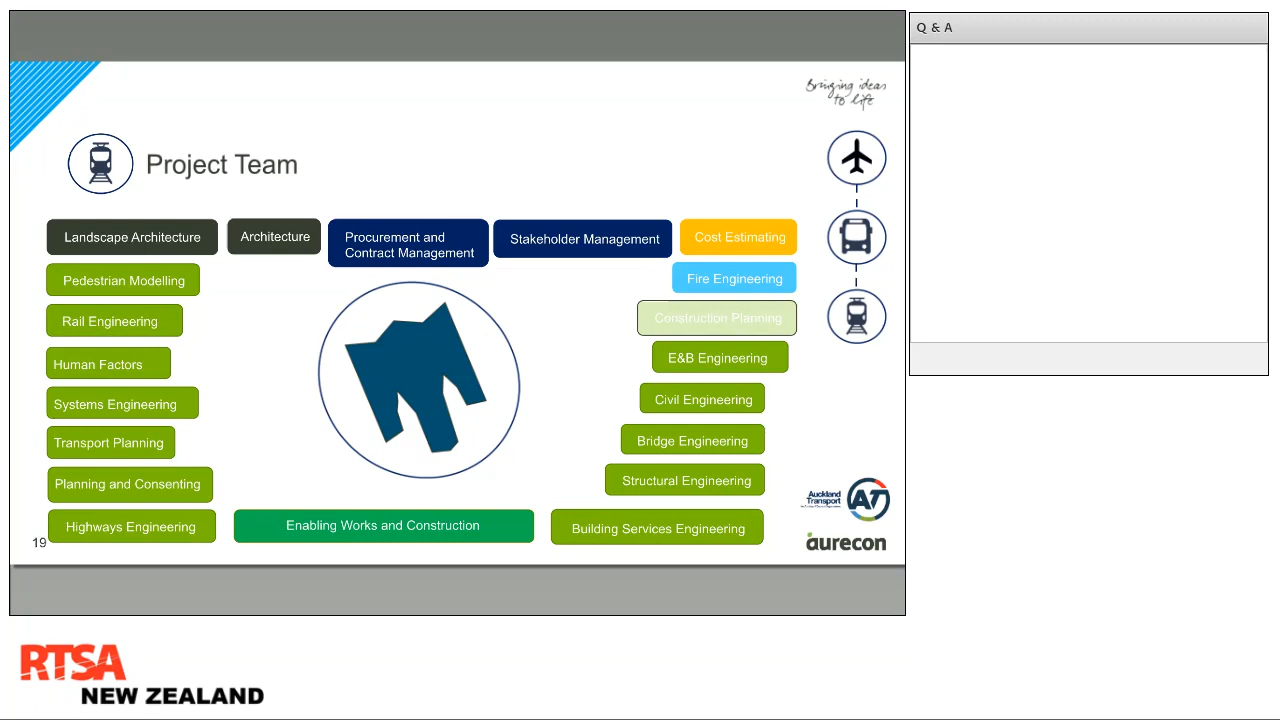 Q & A
Bringing ideas
to life
Project Team
Landscape Architecture
Architecture
Procurement and
Contract Management
Stakeholder Management
Cost Estimating
Pedestrian Modelling
Fire Engineering
Rail Engineering
Construction Planning
Human Factors
E&B Engineering
Systems Engineering
Civil Engineering
Transport Planning
Bridge Engineering
Planning and Consenting
Structural Engineering
Auckland
Transport
AT
Highways Engineering
Enabling Works and Construction
Building Services Engineering
19
aurecon
RTSA
NEW ZEALAND